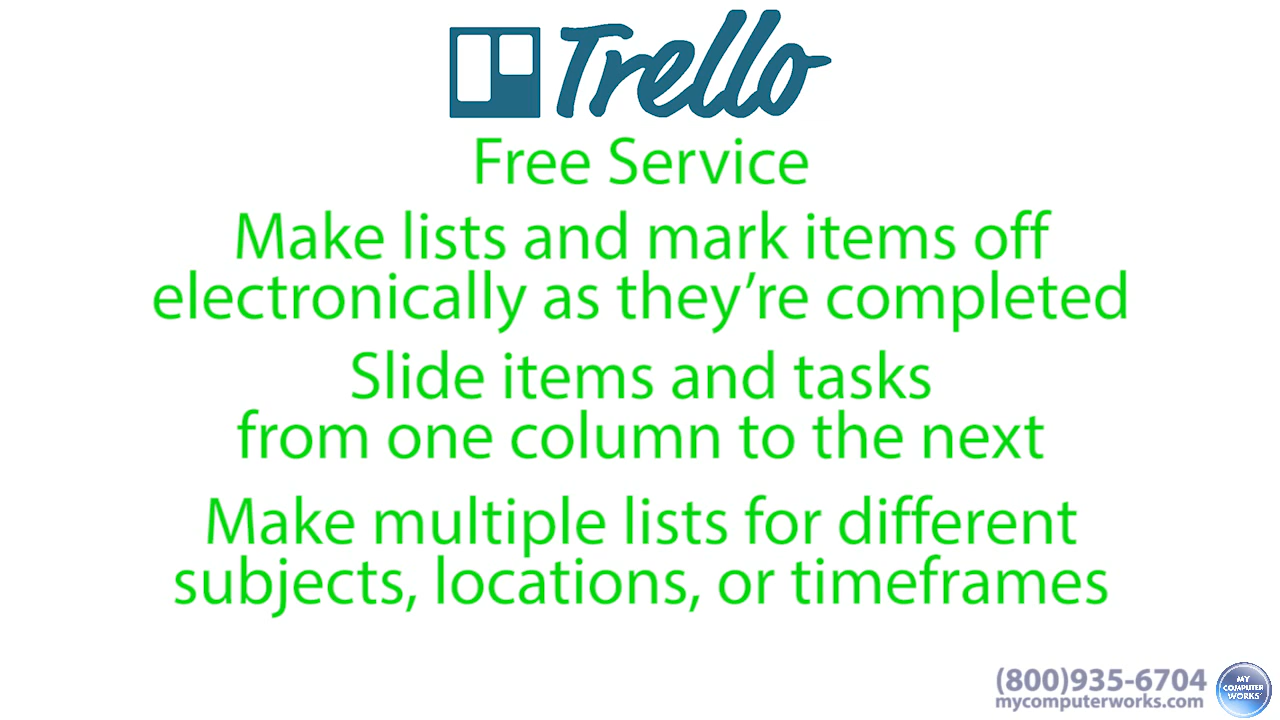 Trello
Free Service
Make lists and mark items off
electronically as they’re completed
Slide items and tasks
from one column to the next
Make multiple lists for different
subjects, locations, or timeframes
(800)935-6704
mycomputerworks.com
MY
COMPUTER
WORKS